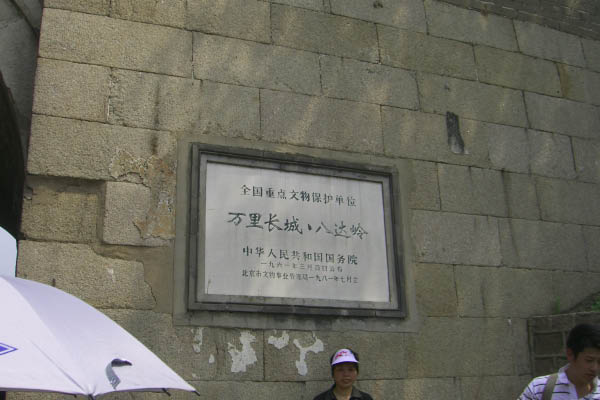 全国重点文物保护单位
万里长城·八达岭
中华人民共和国国务院
一九六一年三月四日公布
北京市文物事业管理局一九八一年七月立